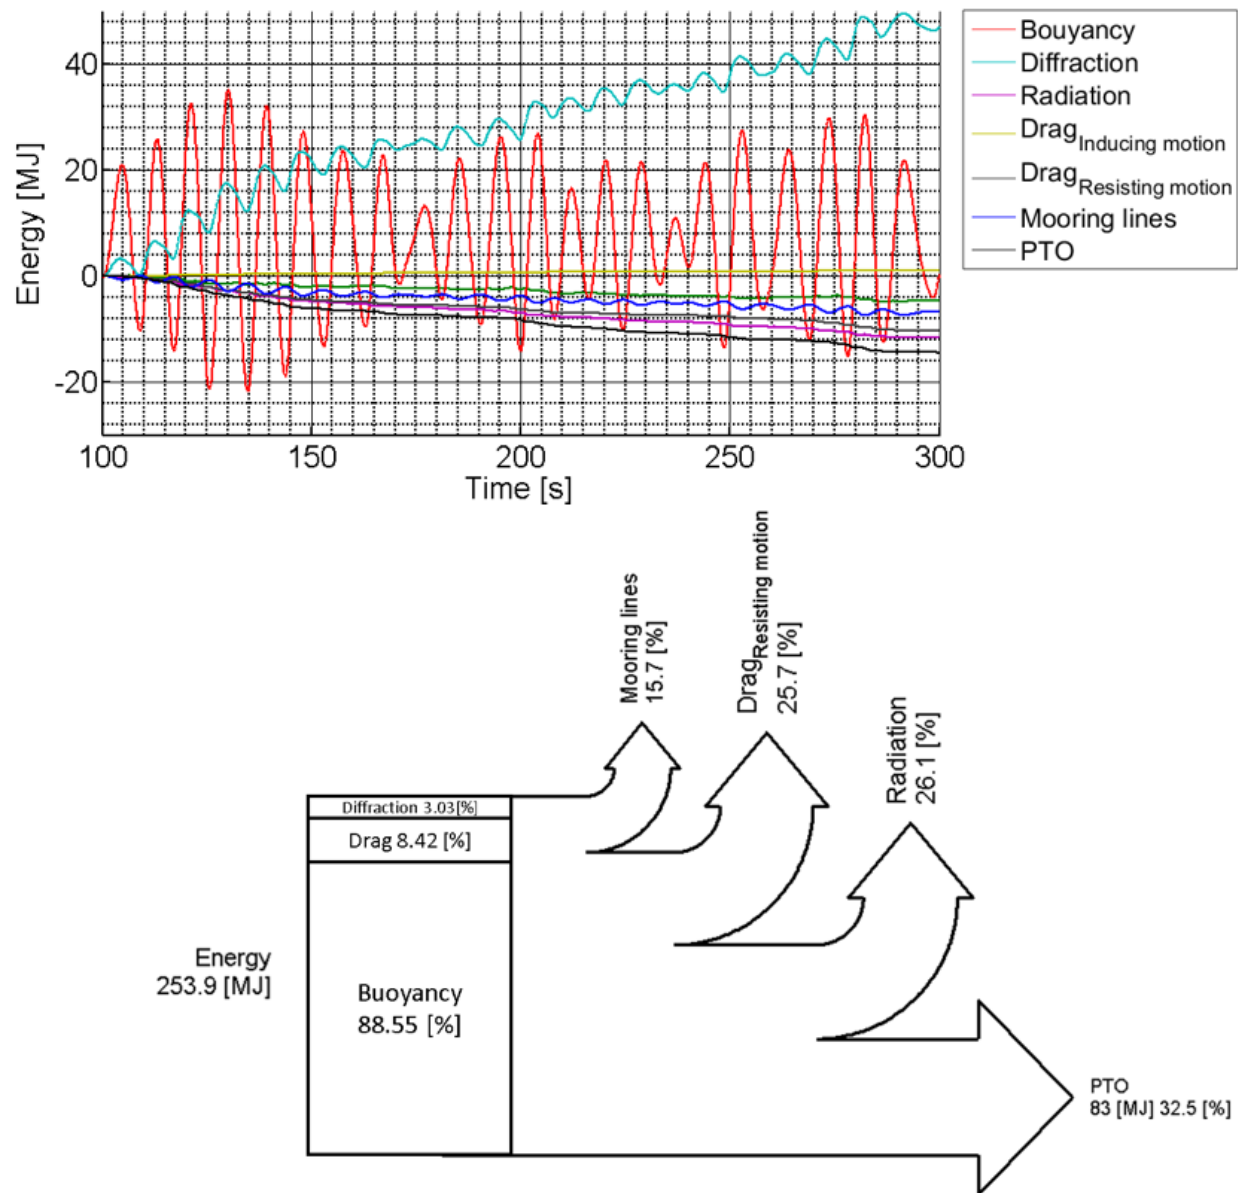 40
20
0
-20
Energy [MJ]
100 150 200 250 300
Time [s]
Bouyancy
Diffraction
Radiation
Drag Inducing motion
Drag Resisting motion
Mooring lines
PTO
Mooring lines
15.7 [%]
Drag Resisting motion
25.7 [%]
Radiation
26.1 [%]
Diffraction 3.03[%]
Drag 8.42 [%]
Energy
253.9 [MJ]
Buoyancy
88.55 [%]
PTO
83 [MJ] 32.5 [%]